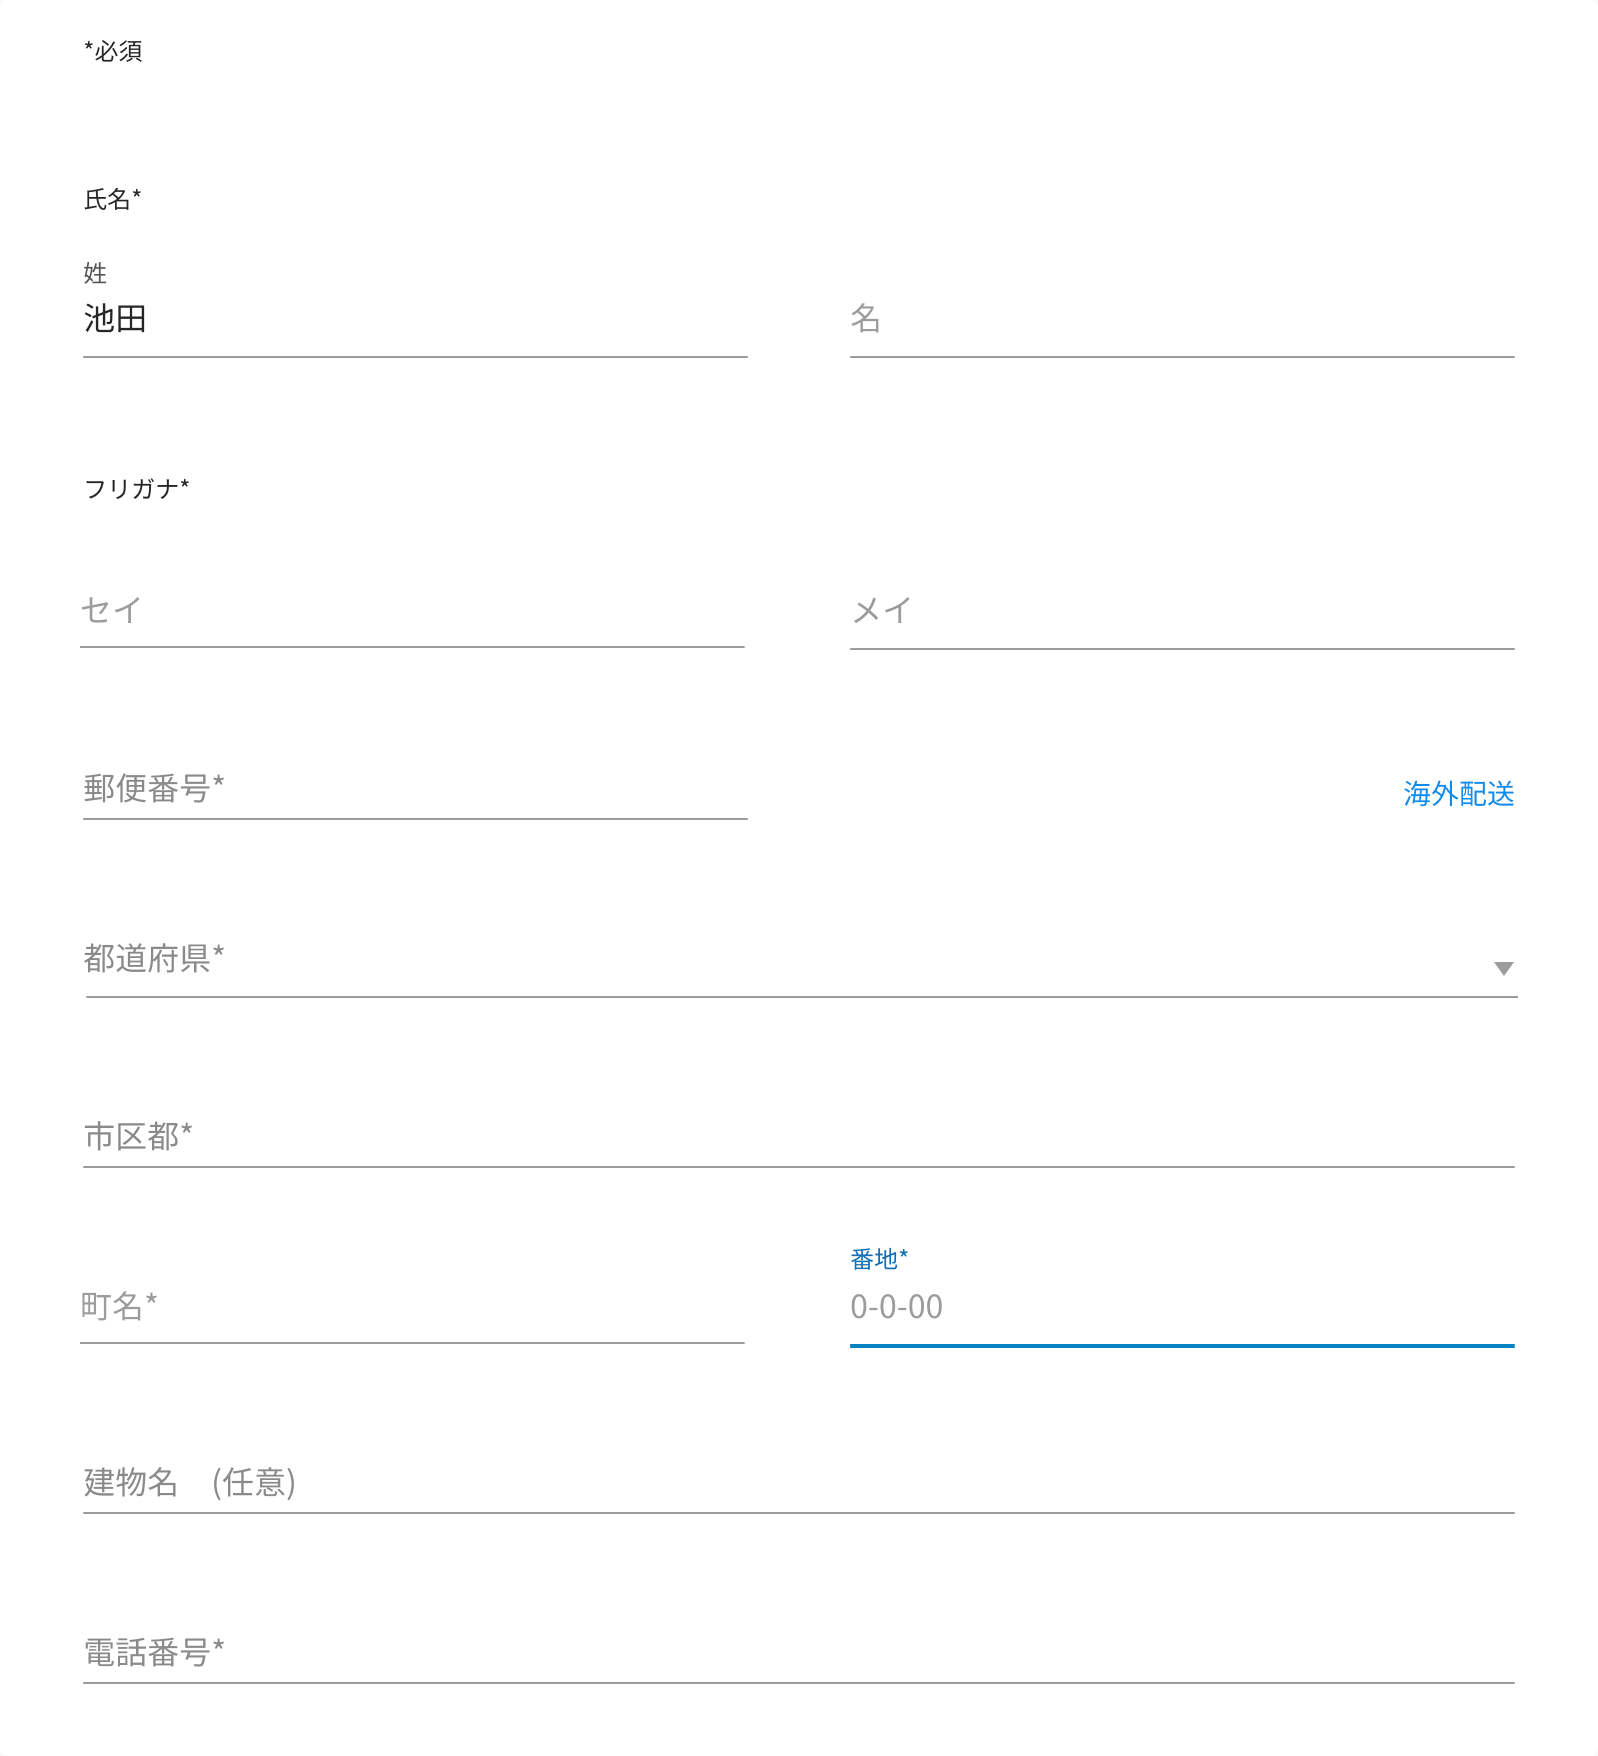 *必須
氏名*
姓
池田
名
フリガナ*
セイ
メイ
郵便番号*
海外配送
都道府県*
市区都*
町名*
番地*
0-0-00
建物名　(任意)
電話番号*